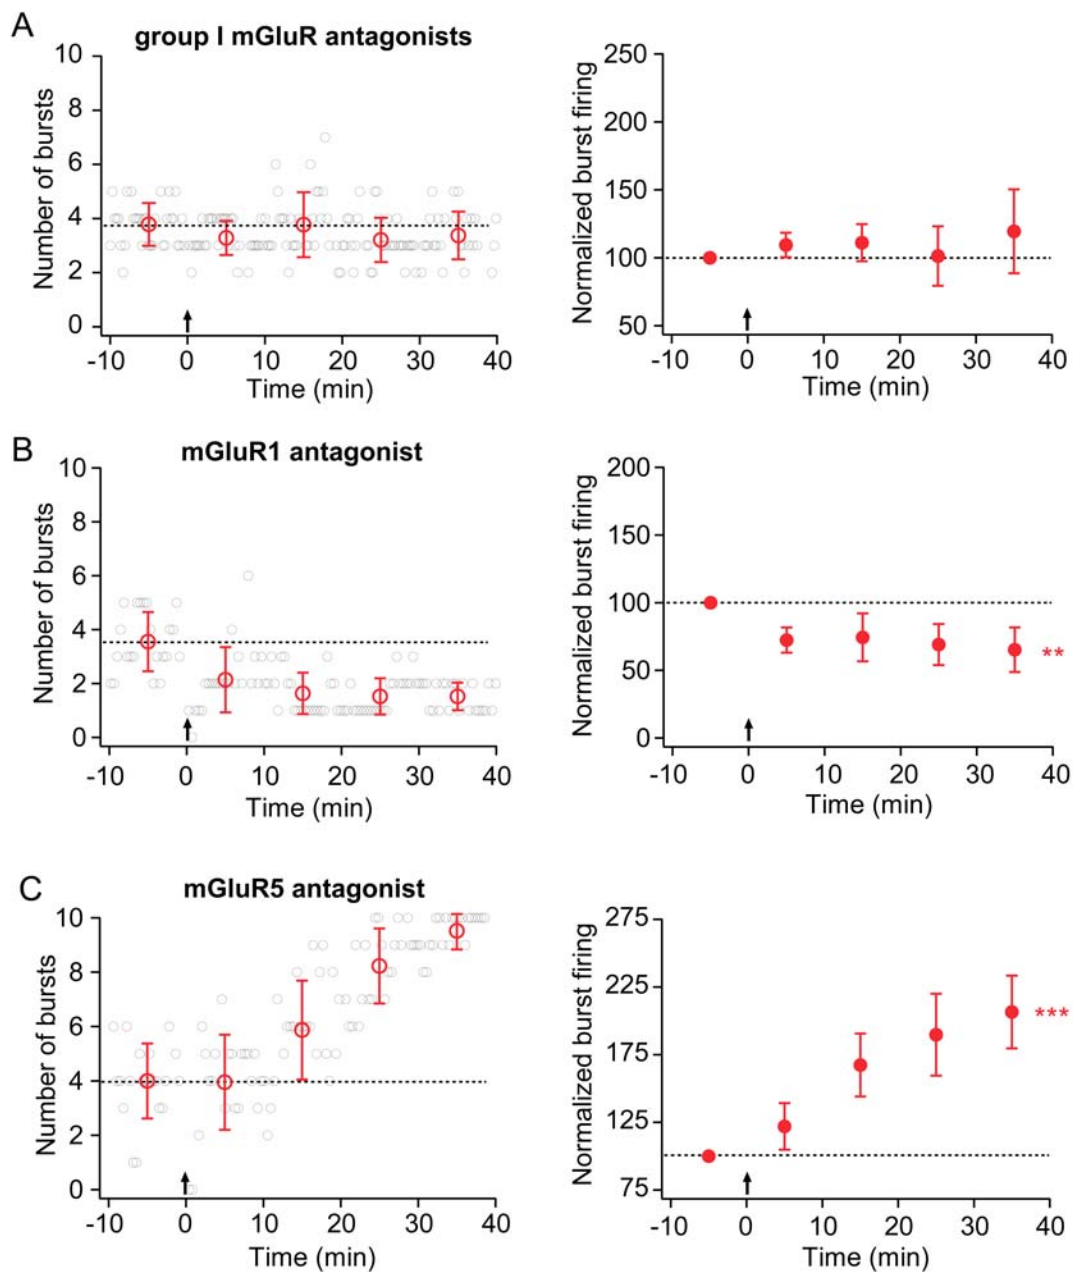 A
group I mGluR antagonists
Number of bursts
10
8
6
4
2
0
-10 0 10 20 30 40
Time (min)
Normalized burst firing
250
200
150
100
50
-10 0 10 20 30 40
Time (min)
B
mGluR1 antagonist
Number of bursts
10
8
6
4
2
0
-10 0 10 20 30 40
Time (min)
Normalized burst firing
200
150
100
50
0
**
-10 0 10 20 30 40
Time (min)
C
mGluR5 antagonist
Number of bursts
10
8
6
4
2
0
-10 0 10 20 30 40
Time (min)
Normalized burst firing
275
225
175
125
75
***
-10 0 10 20 30 40
Time (min)